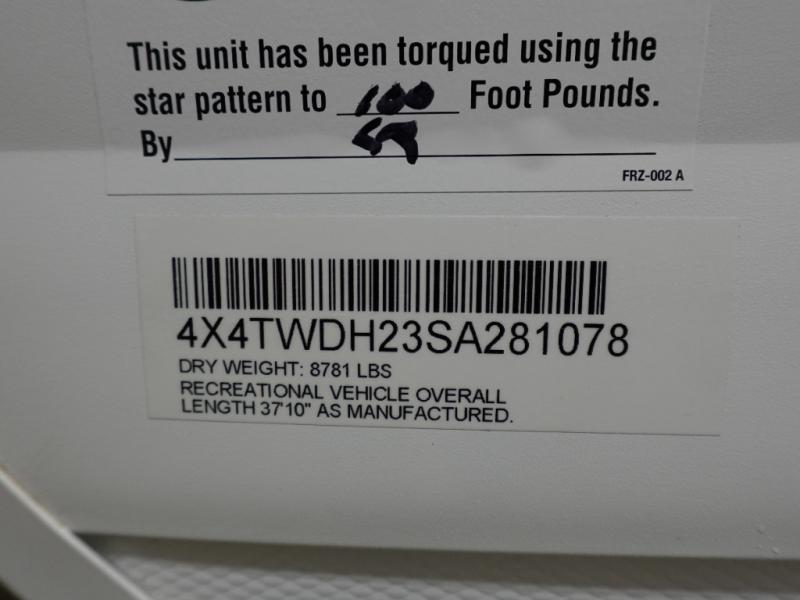 This unit has been torqued using the
star pattern to 100 Foot Pounds.
By
FRZ-002 A
4X4TWDH23SA281078
DRY WEIGHT: 8781 LBS
RECREATIONAL VEHICLE OVERALL
LENGTH 37'10" AS MANUFACTURED.